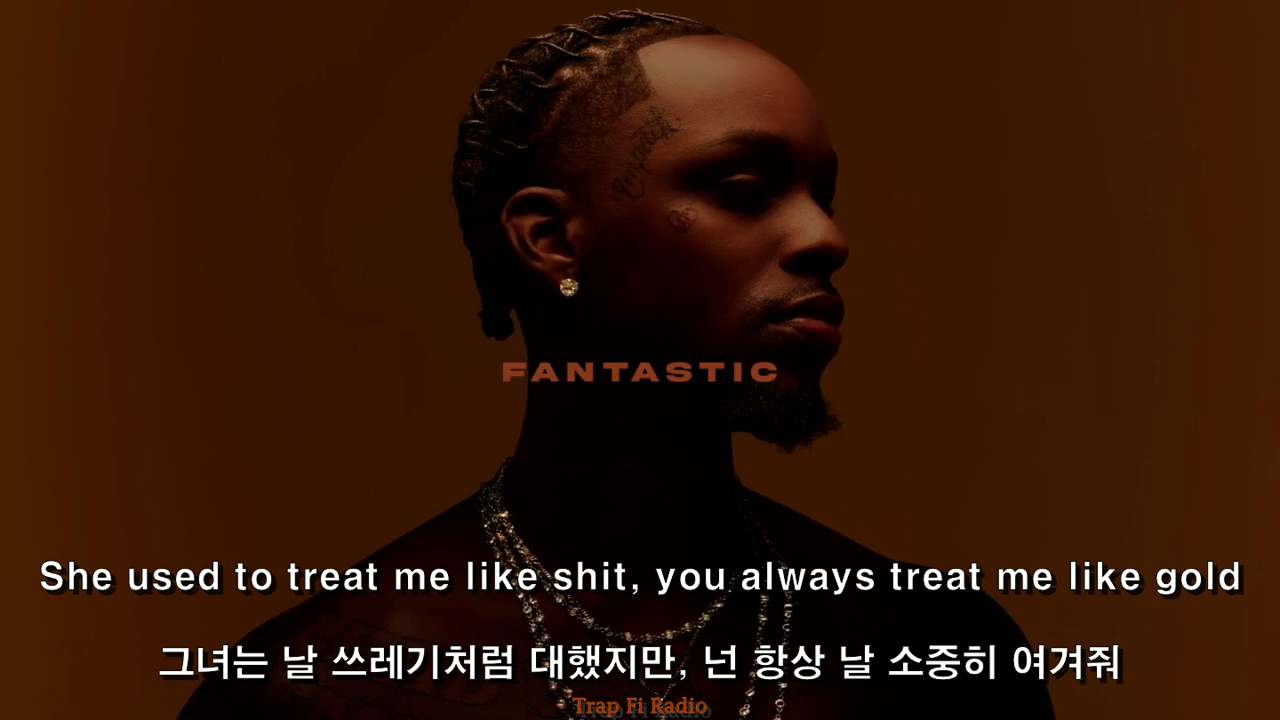 FANTASTIC
She used to treat me like shit, you always treat me like gold
그녀는 날 쓰레기처럼 대했지만, 넌 항상 날 소중히 여겨줘
Trap Fi Radio